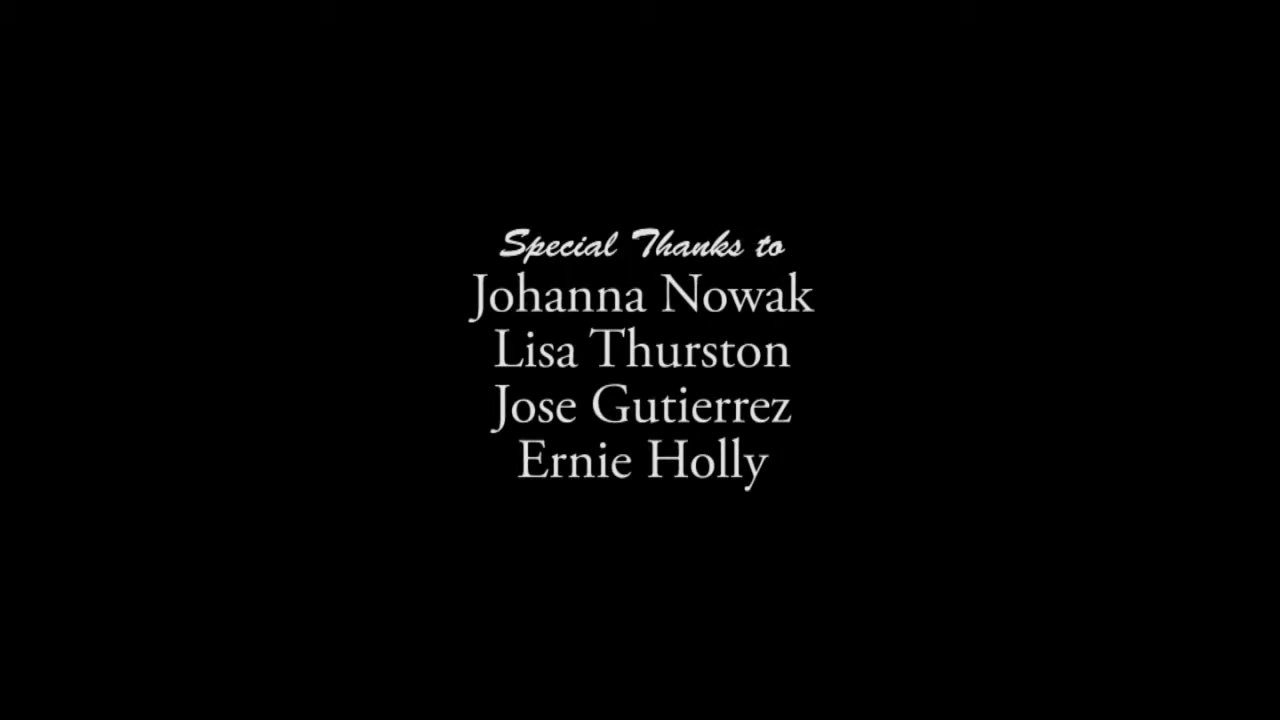 Special Thanks to
Johanna Nowak
Lisa Thurston
Jose Gutierrez
Ernie Holly